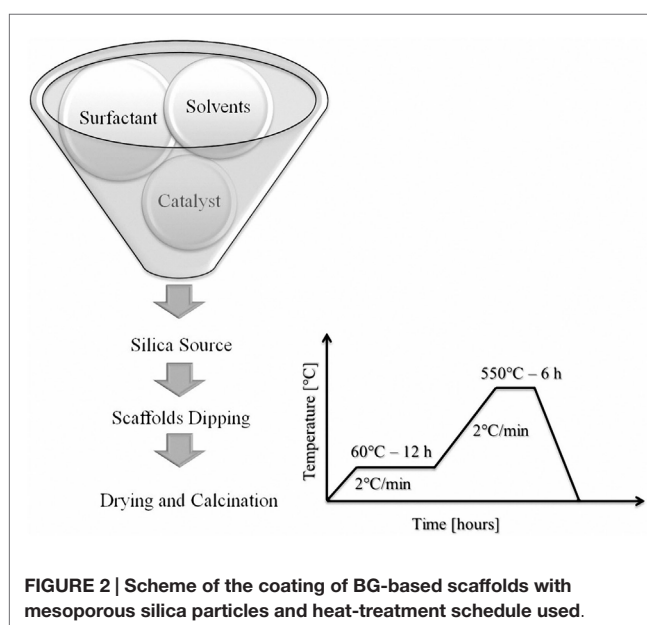 Surfactant
Solvents
Catalyst
Silica Source
Scaffolds Dipping
Drying and Calcination
Temperature [°C]
60°C – 12 h
2°C/min
550°C – 6 h
2°C/min
Time [hours]
FIGURE 2 | Scheme of the coating of BG-based scaffolds with
mesoporous silica particles and heat-treatment schedule used.